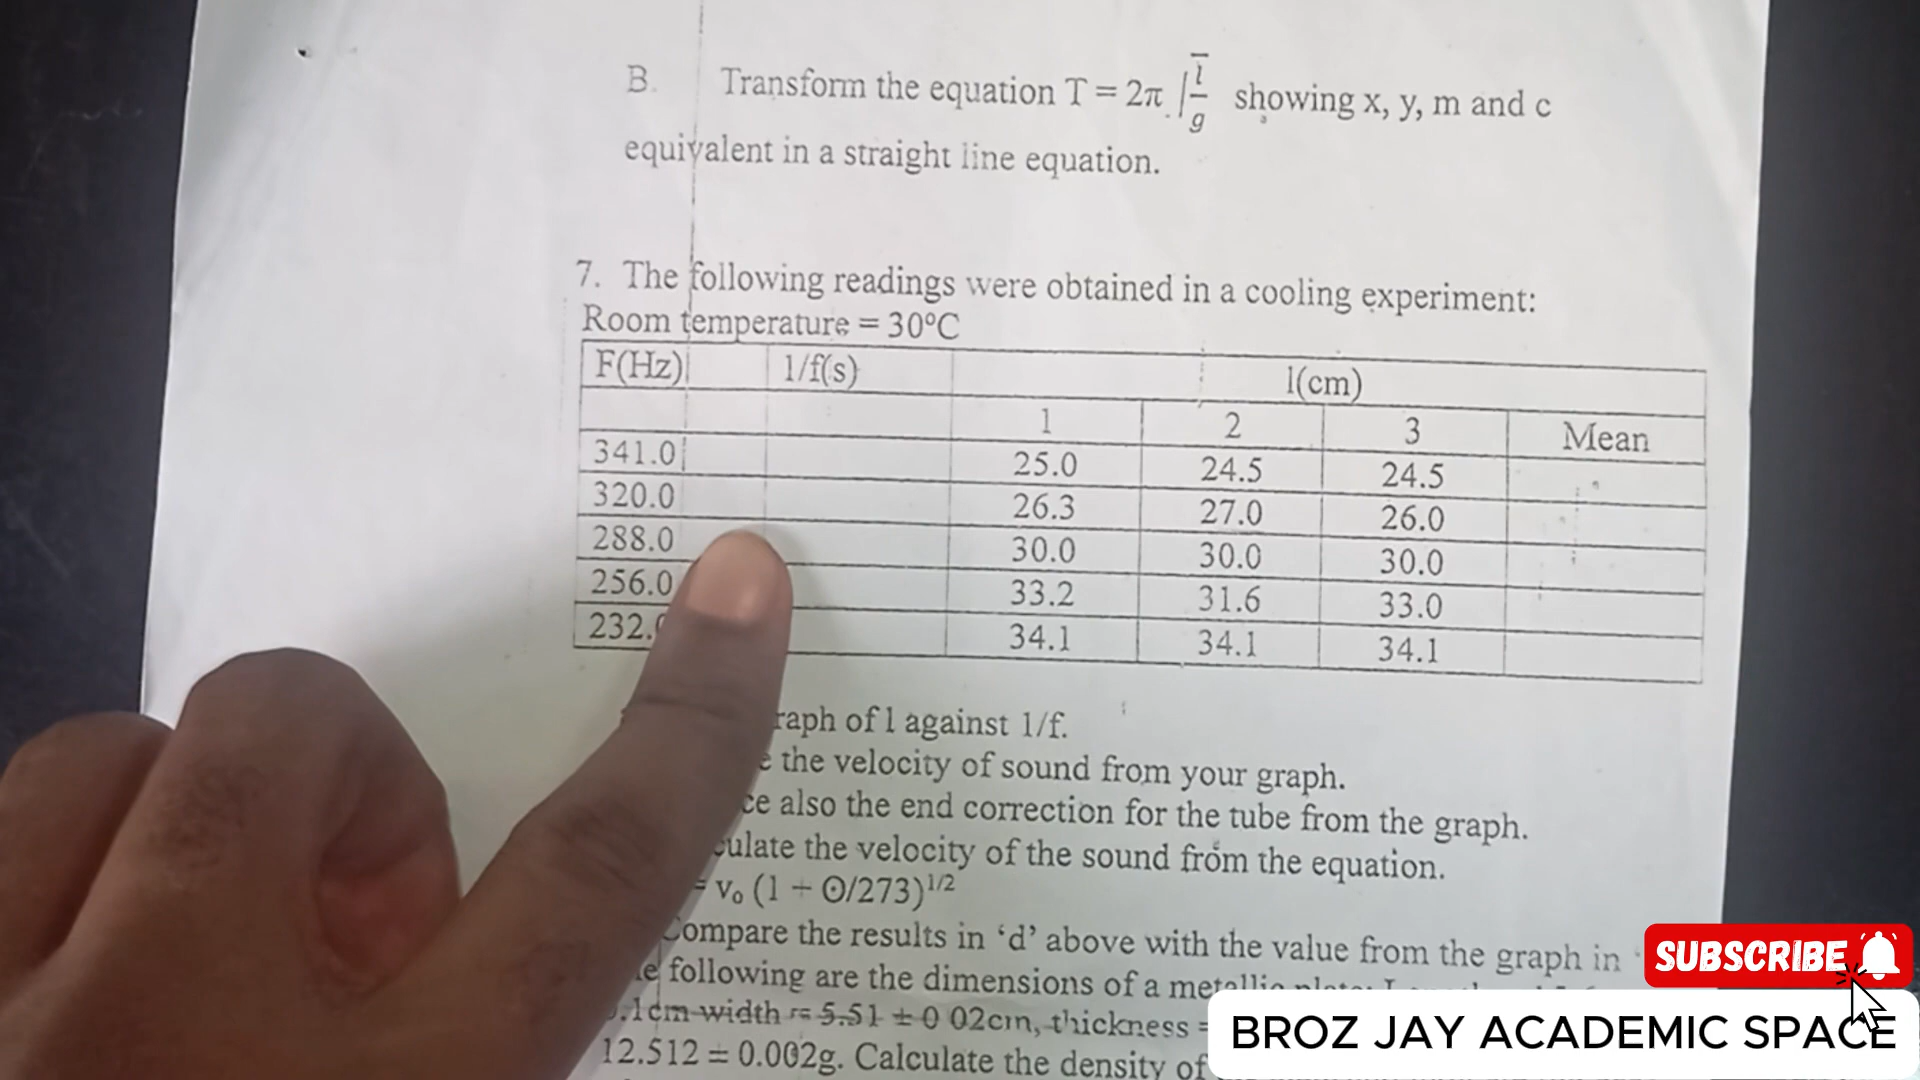 B. Transform the equation T = 2π √l/g showing x, y, m and c
equivalent in a straight line equation.
7. The following readings were obtained in a cooling experiment:
Room temperature = 30°C
F(Hz) 1/f(s) l(cm)
1 2 3 Mean
341.0 25.0 24.5 24.5
320.0 26.3 27.0 26.0
288.0 30.0 30.0 30.0
256.0 33.2 31.6 33.0
232. 34.1 34.1 34.1
raph of l against 1/f.
e the velocity of sound from your graph.
ce also the end correction for the tube from the graph.
culate the velocity of the sound from the equation.
= v₀ (1 + Θ/273)^1/2
Compare the results in ‘d’ above with the value from the graph in
e following are the dimensions of a metallic plate:
.1cm width = 5.51 ± 0 02cm, thickness =
12.512 ± 0.002g. Calculate the density of
SUBSCRIBE
BROZ JAY ACADEMIC SPACE